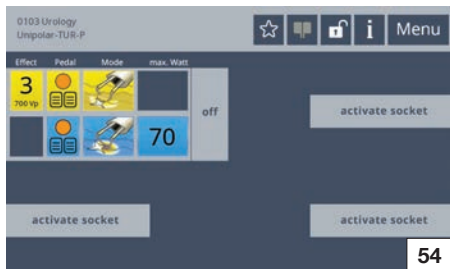 0103 Urology
Unipolar-TUR-P
i
Menu
Effect Pedal Mode max. Watt
3
700 Vp
off
70
activate socket
activate socket
activate socket
54